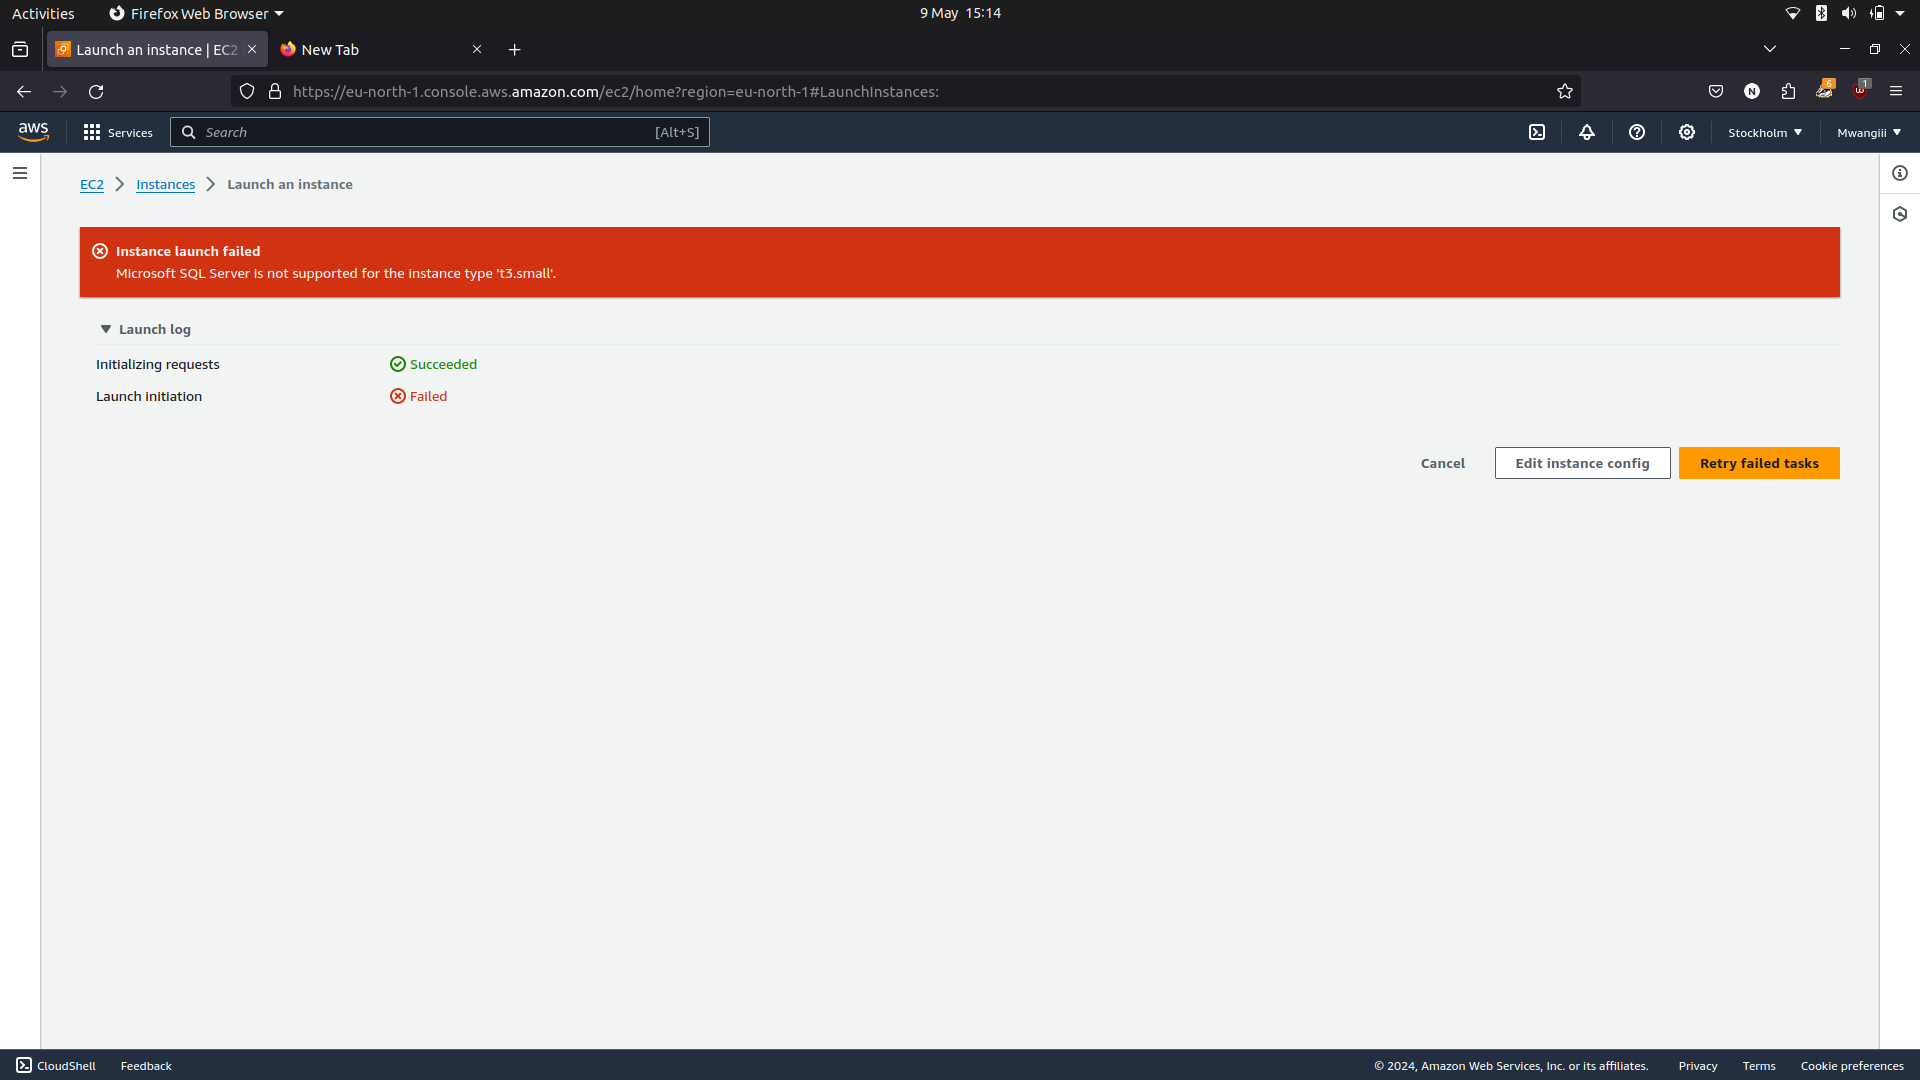 Activities
Firefox Web Browser
9 May 15:14
Launch an instance | EC2
New Tab
https://eu-north-1.console.aws.amazon.com/ec2/home?region=eu-north-1#LaunchInstances:
N
6
1
aws
Services
Search
[Alt+S]
Stockholm
Mwangiii
EC2
Instances
Launch an instance
Instance launch failed
Microsoft SQL Server is not supported for the instance type 't3.small'.
Launch log
Initializing requests
Succeeded
Launch initiation
Failed
Cancel
Edit instance config
Retry failed tasks
CloudShell
Feedback
© 2024, Amazon Web Services, Inc. or its affiliates.
Privacy
Terms
Cookie preferences